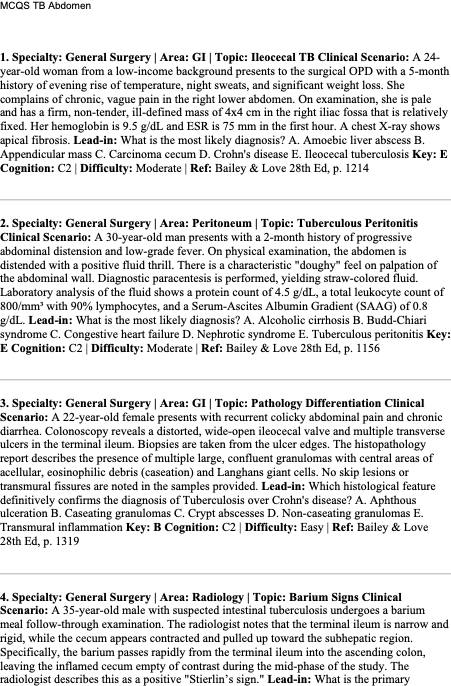 MCQS TB Abdomen
1. Specialty: General Surgery | Area: GI | Topic: Ileocecal TB Clinical Scenario: A 24-
year-old woman from a low-income background presents to the surgical OPD with a 5-month
history of evening rise of temperature, night sweats, and significant weight loss. She
complains of chronic, vague pain in the right lower abdomen. On examination, she is pale
and has a firm, non-tender, ill-defined mass of 4x4 cm in the right iliac fossa that is relatively
fixed. Her hemoglobin is 9.5 g/dL and ESR is 75 mm in the first hour. A chest X-ray shows
apical fibrosis. Lead-in: What is the most likely diagnosis? A. Amoebic liver abscess B.
Appendicular mass C. Carcinoma cecum D. Crohn's disease E. Ileocecal tuberculosis Key: E
Cognition: C2 | Difficulty: Moderate | Ref: Bailey & Love 28th Ed, p. 1214
2. Specialty: General Surgery | Area: Peritoneum | Topic: Tuberculous Peritonitis
Clinical Scenario: A 30-year-old man presents with a 2-month history of progressive
abdominal distension and low-grade fever. On physical examination, the abdomen is
distended with a positive fluid thrill. There is a characteristic "doughy" feel on palpation of
the abdominal wall. Diagnostic paracentesis is performed, yielding straw-colored fluid.
Laboratory analysis of the fluid shows a protein count of 4.5 g/dL, a total leukocyte count of
800/mm³ with 90% lymphocytes, and a Serum-Ascites Albumin Gradient (SAAG) of 0.8
g/dL. Lead-in: What is the most likely diagnosis? A. Alcoholic cirrhosis B. Budd-Chiari
syndrome C. Congestive heart failure D. Nephrotic syndrome E. Tuberculous peritonitis Key:
E Cognition: C2 | Difficulty: Moderate | Ref: Bailey & Love 28th Ed, p. 1156
3. Specialty: General Surgery | Area: GI | Topic: Pathology Differentiation Clinical
Scenario: A 22-year-old female presents with recurrent colicky abdominal pain and chronic
diarrhea. Colonoscopy reveals a distorted, wide-open ileocecal valve and multiple transverse
ulcers in the terminal ileum. Biopsies are taken from the ulcer edges. The histopathology
report describes the presence of multiple large, confluent granulomas with central areas of
acellular, eosinophilic debris (caseation) and Langhans giant cells. No skip lesions or
transmural fissures are noted in the samples provided. Lead-in: Which histological feature
definitively confirms the diagnosis of Tuberculosis over Crohn's disease? A. Aphthous
ulceration B. Caseating granulomas C. Crypt abscesses D. Non-caseating granulomas E.
Transmural inflammation Key: B Cognition: C2 | Difficulty: Easy | Ref: Bailey & Love
28th Ed, p. 1319
4. Specialty: General Surgery | Area: Radiology | Topic: Barium Signs Clinical
Scenario: A 35-year-old male with suspected intestinal tuberculosis undergoes a barium
meal follow-through examination. The radiologist notes that the terminal ileum is narrow and
rigid, while the cecum appears contracted and pulled up toward the subhepatic region.
Specifically, the barium passes rapidly from the terminal ileum into the ascending colon,
leaving the inflamed cecum empty of contrast during the mid-phase of the study. The
radiologist describes this as a positive "Stierlin’s sign." Lead-in: What is the primary